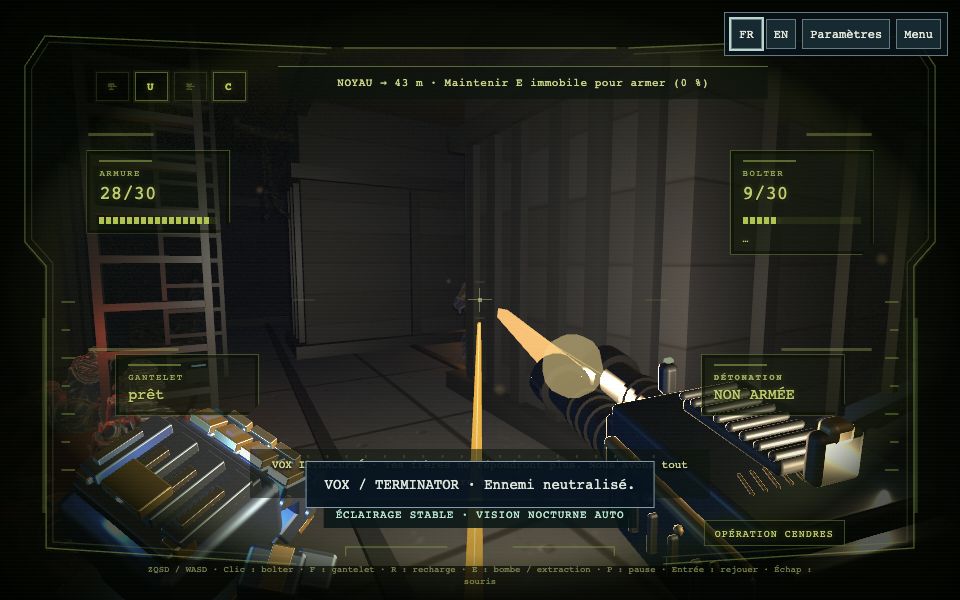 FR EN Paramètres Menu
NOYAU → 43 m · Maintenir E immobile pour armer (0 %)
U C
ARMURE
28/30
BOLTER
9/30
…
GANTELET
prêt
DÉTONATION
NON ARMÉE
VOX tout
VOX / TERMINATOR · Ennemi neutralisé.
ÉCLAIRAGE STABLE · VISION NOCTURNE AUTO
OPÉRATION CENDRES
ZQSD / WASD · Clic : bolter · F : gantelet · R : recharge · E : bombe / extraction · P : pause · Entrée : rejouer · Échap :
souris